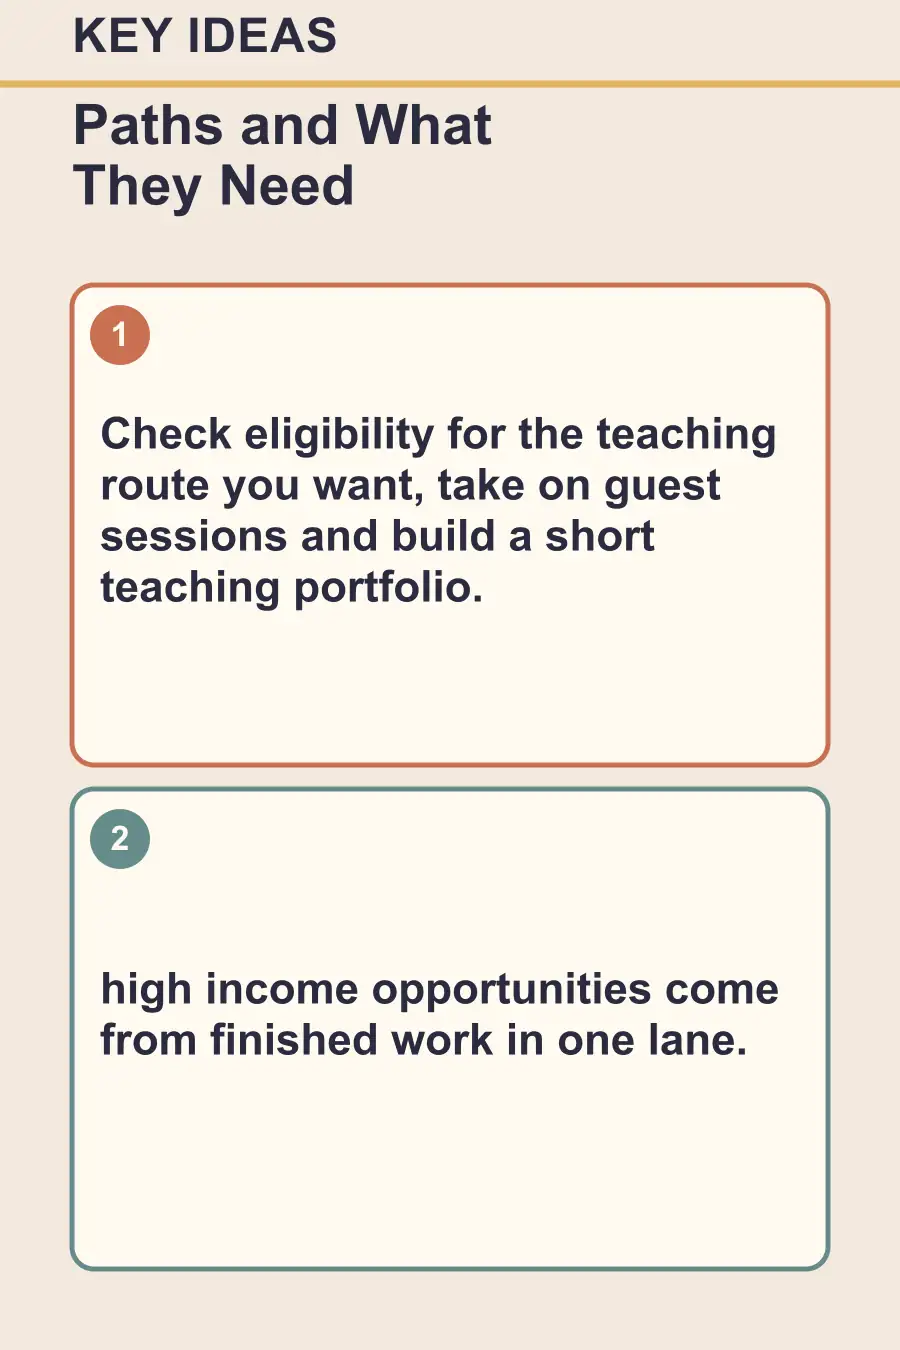 KEY IDEAS
Paths and What
They Need
1
Check eligibility for the teaching
route you want, take on guest
sessions and build a short
teaching portfolio.
2
high income opportunities come
from finished work in one lane.